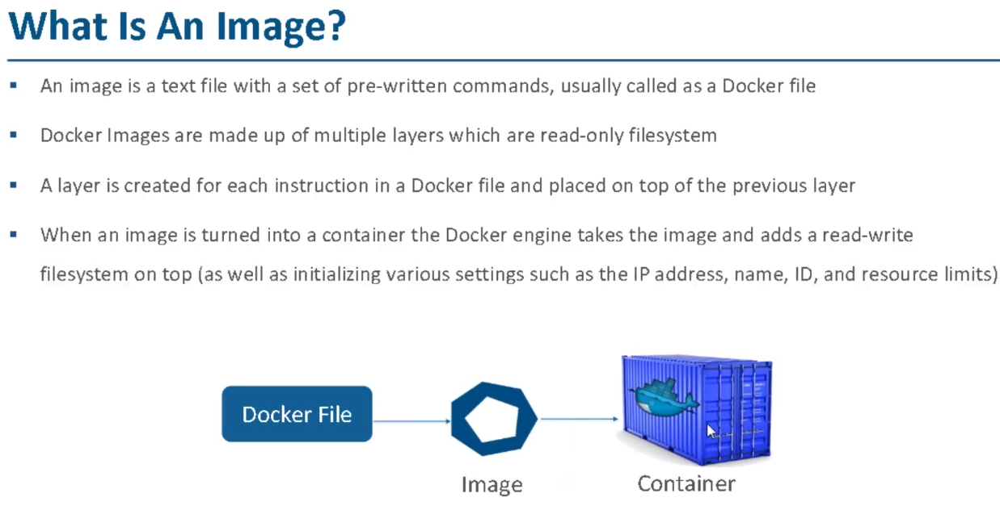 What Is An Image?
▪ An image is a text file with a set of pre-written commands, usually called as a Docker file
▪ Docker Images are made up of multiple layers which are read-only filesystem
▪ A layer is created for each instruction in a Docker file and placed on top of the previous layer
▪ When an image is turned into a container the Docker engine takes the image and adds a read-write
filesystem on top (as well as initializing various settings such as the IP address, name, ID, and resource limits)
Docker File
Image
Container